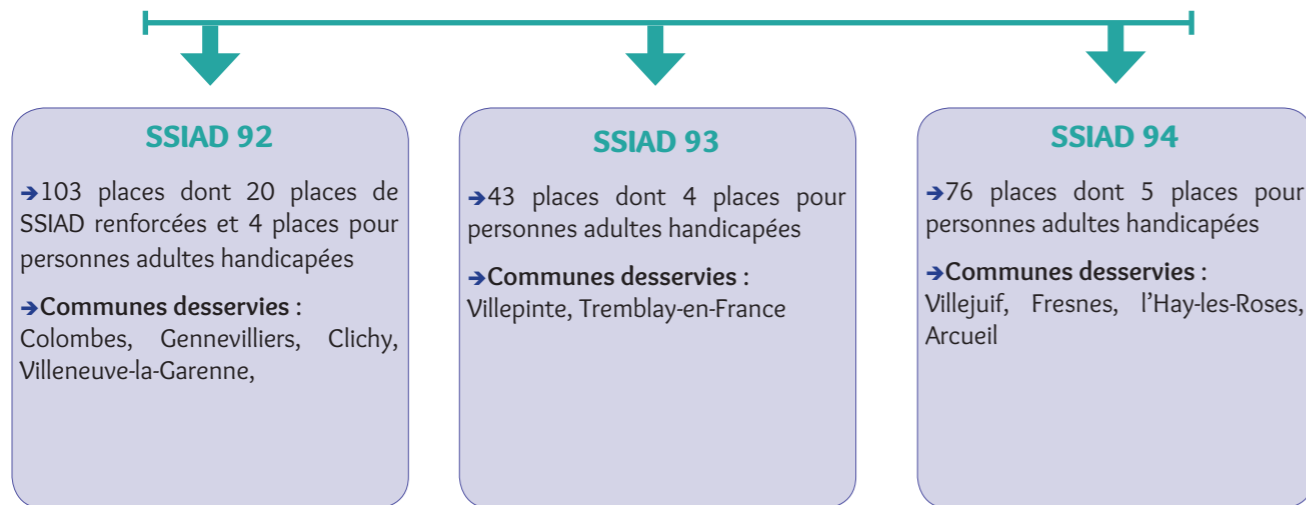 SSIAD 92
➔103 places dont 20 places de
SSIAD renforcées et 4 places pour
personnes adultes handicapées
➔Communes desservies :
Colombes, Gennevilliers, Clichy,
Villeneuve-la-Garenne,
SSIAD 93
➔43 places dont 4 places pour
personnes adultes handicapées
➔Communes desservies :
Villepinte, Tremblay-en-France
SSIAD 94
➔76 places dont 5 places pour
personnes adultes handicapées
➔Communes desservies :
Villejuif, Fresnes, l'Hay-les-Roses,
Arcueil